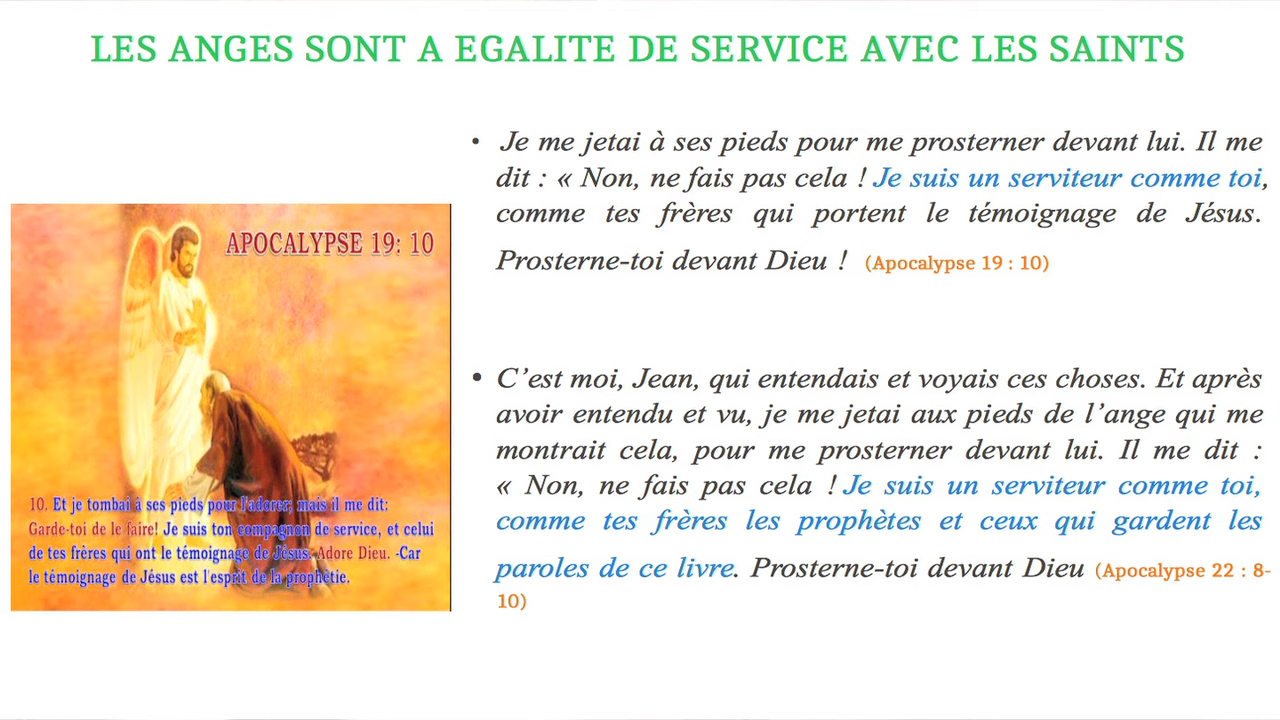 LES ANGES SONT A EGALITE DE SERVICE AVEC LES SAINTS
• Je me jetai à ses pieds pour me prosterner devant lui. Il me
dit : « Non, ne fais pas cela ! Je suis un serviteur comme toi,
comme tes frères qui portent le témoignage de Jésus.
Prosterne-toi devant Dieu ! (Apocalypse 19 : 10)
• C’est moi, Jean, qui entendais et voyais ces choses. Et après
avoir entendu et vu, je me jetai aux pieds de l’ange qui me
montrait cela, pour me prosterner devant lui. Il me dit :
« Non, ne fais pas cela ! Je suis un serviteur comme toi,
comme tes frères les prophètes et ceux qui gardent les
paroles de ce livre. Prosterne-toi devant Dieu (Apocalypse 22 : 8-
10)
APOCALYPSE 19: 10
10. Et je tombai à ses pieds pour l'adorer; mais il me dit:
Garde-toi de le faire! Je suis ton compagnon de service, et celui
de tes frères qui ont le témoignage de Jésus. Adore Dieu. -Car
le témoignage de Jésus est l'esprit de la prophétie.